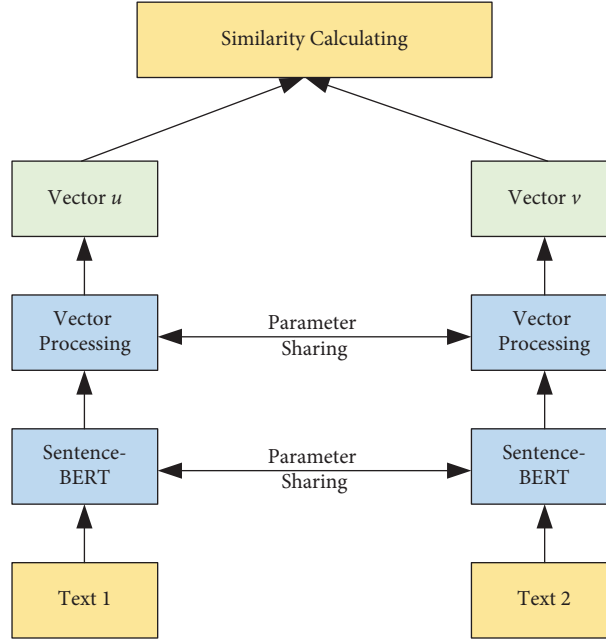 Similarity Calculating
Vector u
Vector v
Vector
Processing
Parameter
Sharing
Vector
Processing
Sentence-
BERT
Parameter
Sharing
Sentence-
BERT
Text 1
Text 2